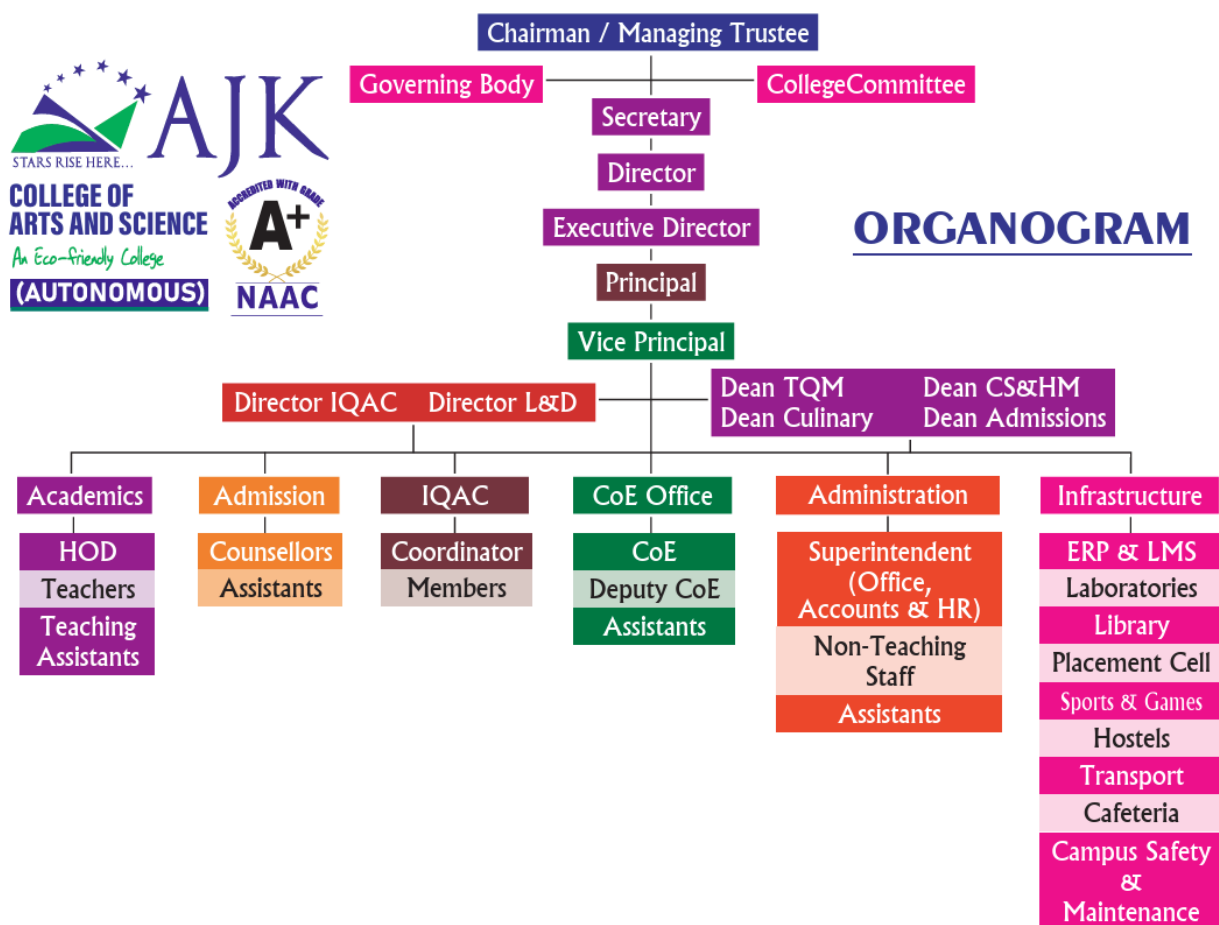 Chairman / Managing Trustee
Governing Body
CollegeCommittee
Secretary
Director
Executive Director
Principal
Vice Principal
AJK
STARS RISE HERE...
COLLEGE OF
ARTS AND SCIENCE
An Eco-friendly College
(AUTONOMOUS)
ACCREDITED WITH GRADE
A+
NAAC
ORGANOGRAM
Director IQAC Director L&D
Dean TQM Dean CS&HM
Dean Culinary Dean Admissions
Academics
HOD
Teachers
Teaching
Assistants
Admission
Counsellors
Assistants
IQAC
Coordinator
Members
CoE Office
CoE
Deputy CoE
Assistants
Administration
Superintendent
(Office,
Accounts & HR)
Non-Teaching
Staff
Assistants
Infrastructure
ERP & LMS
Laboratories
Library
Placement Cell
Sports & Games
Hostels
Transport
Cafeteria
Campus Safety
&
Maintenance